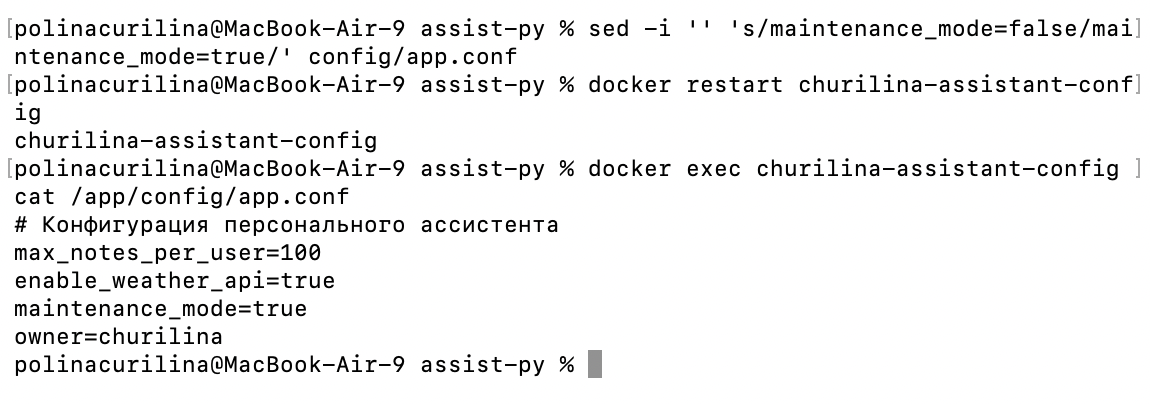 [polinacurilina@MacBook-Air-9 assist-py % sed -i '' 's/maintenance_mode=false/mai]
ntenance_mode=true/' config/app.conf
[polinacurilina@MacBook-Air-9 assist-py % docker restart churilina-assistant-conf]
ig
churilina-assistant-config
[polinacurilina@MacBook-Air-9 assist-py % docker exec churilina-assistant-config ]
cat /app/config/app.conf
# Конфигурация персонального ассистента
max_notes_per_user=100
enable_weather_api=true
maintenance_mode=true
owner=churilina
polinacurilina@MacBook-Air-9 assist-py %